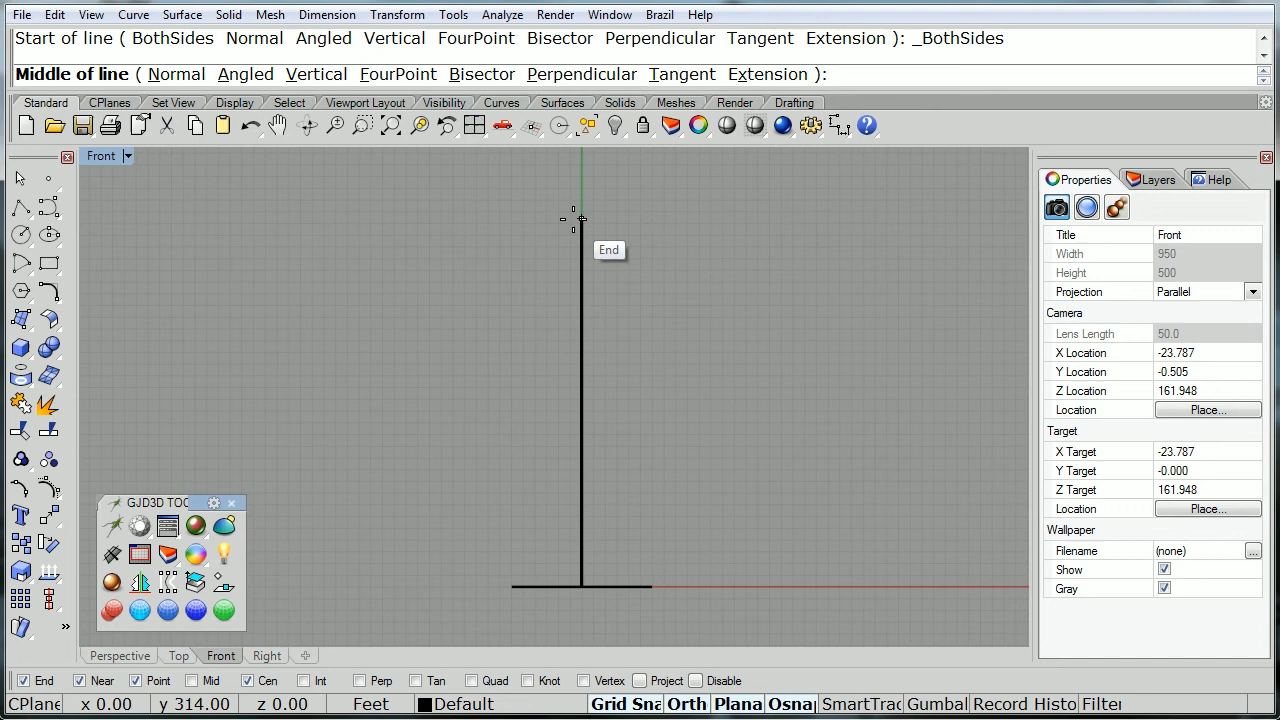 File Edit View Curve Surface Solid Mesh Dimension Transform Tools Analyze Render Window Brazil Help
Start of line ( BothSides Normal Angled Vertical FourPoint Bisector Perpendicular Tangent Extension ): _BothSides
Middle of line ( Normal Angled Vertical FourPoint Bisector Perpendicular Tangent Extension ):
Standard CPlanes Set View Display Select Viewport Layout Visibility Curves Surfaces Solids Meshes Render Drafting
Front
Properties Layers Help
Title Front
Width 950
Height 500
Projection Parallel
Camera
Lens Length 50.0
X Location -23.787
Y Location -0.505
Z Location 161.948
Location Place...
Target
X Target -23.787
Y Target -0.000
Z Target 161.948
Location Place...
Wallpaper
Filename (none) ...
Show
Gray
End
GJD3D TOO
Perspective Top Front Right
End Near Point Mid Cen Int Perp Tan Quad Knot Vertex Project Disable
CPlane x 0.00 y 314.00 z 0.00 Feet Default Grid Sna Orth Plana Osna SmartTrac Gumbal Record Histo Filter